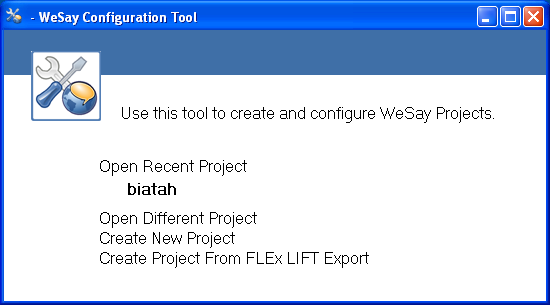 - WeSay Configuration Tool
Use this tool to create and configure WeSay Projects.
Open Recent Project
biatah
Open Different Project
Create New Project
Create Project From FLEx LIFT Export